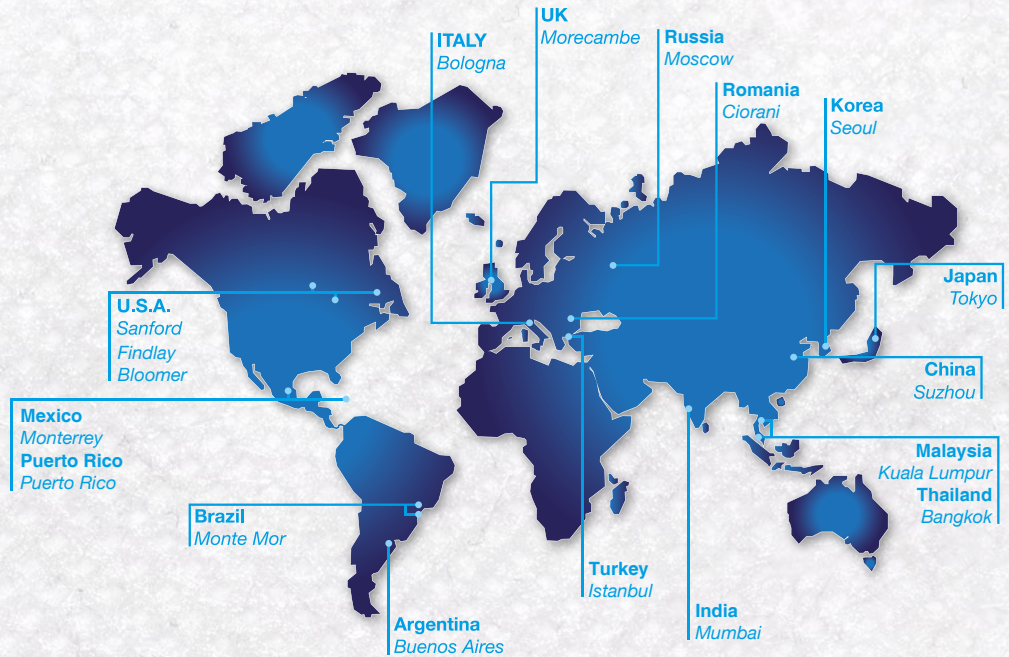 UK
Morecambe
ITALY
Bologna
Russia
Moscow
Romania
Ciorani
Korea
Seoul
Japan
Tokyo
U.S.A.
Sanford
Findlay
Bloomer
China
Suzhou
Mexico
Monterrey
Puerto Rico
Puerto Rico
Malaysia
Kuala Lumpur
Thailand
Bangkok
Brazil
Monte Mor
Turkey
Istanbul
India
Mumbai
Argentina
Buenos Aires